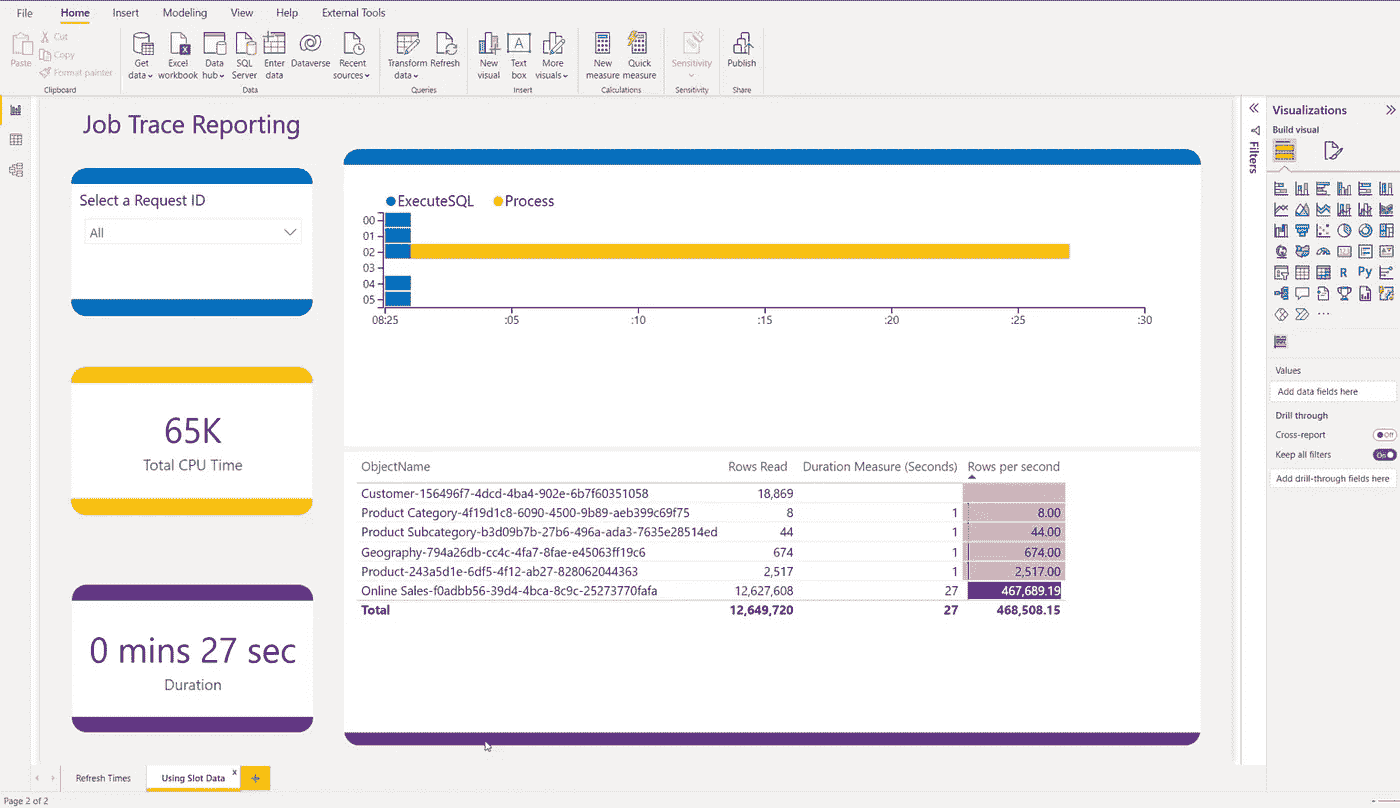 File Home Insert Modeling View Help External Tools
Paste
Cut
Copy
Format painter
Clipboard
Get data
Excel workbook
Data hub
SQL Server
Enter data
Dataverse
Recent sources
Data
Transform data
Refresh
Queries
New visual
Text box
More visuals
Insert
New measure
Quick measure
Calculations
Sensitivity
Sensitivity
Publish
Share
Job Trace Reporting
Select a Request ID
All
65K
Total CPU Time
0 mins 27 sec
Duration
ExecuteSQL Process
00
01
02
03
04
05
08:25 :05 :10 :15 :20 :25 :30
ObjectName Rows Read Duration Measure (Seconds) Rows per second
Customer-156496f7-4dcd-4ba4-902e-6b7f60351058 18,869
Product Category-4f19d1c8-6090-4500-9b89-aeb399c69f75 8 1 8.00
Product Subcategory-b3d09b7b-27b6-496a-ada3-7635e28514ed 44 1 44.00
Geography-794a26db-cc4c-4fa7-8fae-e45063ff19c6 674 1 674.00
Product-243a5d1e-6df5-4f12-ab27-828062044363 2,517 1 2,517.00
Online Sales-f0adbb56-39d4-4bca-8c9c-25273770fafa 12,627,608 27 467,689.19
Total 12,649,720 27 468,508.15
Filters
Visualizations
Build visual
R Py
Values
Add data fields here
Drill through
Cross-report Off
Keep all filters On
Add drill-through fields here
Refresh Times Using Slot Data x +
Page 2 of 2